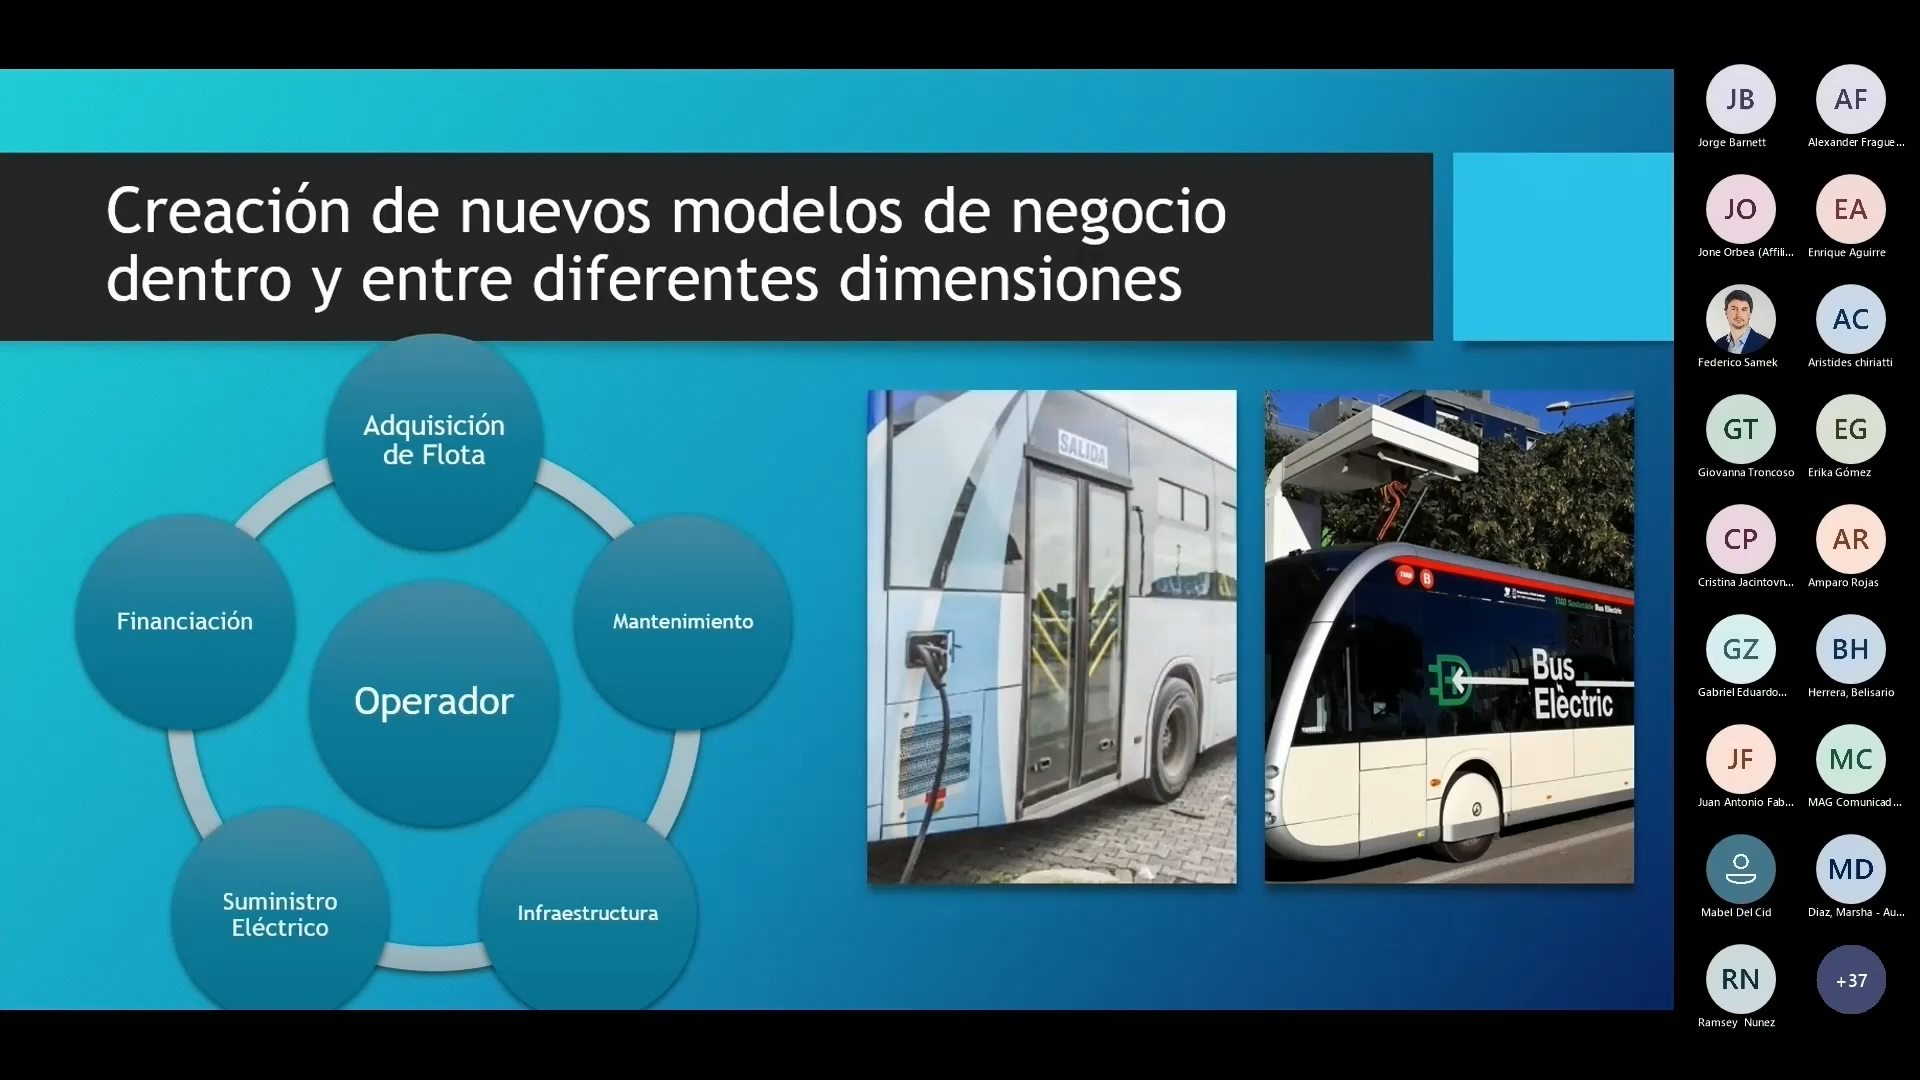 Creación de nuevos modelos de negocio
dentro y entre diferentes dimensiones
Adquisición
de Flota
Financiación
Mantenimiento
Operador
Suministro
Eléctrico
Infraestructura
SALIDA
TMB
B
Bus
Elèctric
JB
AF
Jorge Barnett
Alexander Frague...
JO
EA
Jone Orbea (Affili...
Enrique Aguirre
AC
Federico Samek
Aristides chiriatti
GT
EG
Giovanna Troncoso
Erika Gómez
CP
AR
Cristina Jacintovn...
Amparo Rojas
GZ
BH
Gabriel Eduardo...
Herrera, Belisario
JF
MC
Juan Antonio Fab...
MAG Comunicad...
MD
Mabel Del Cid
Diaz, Marsha - Au...
RN
+37
Ramsey Nunez